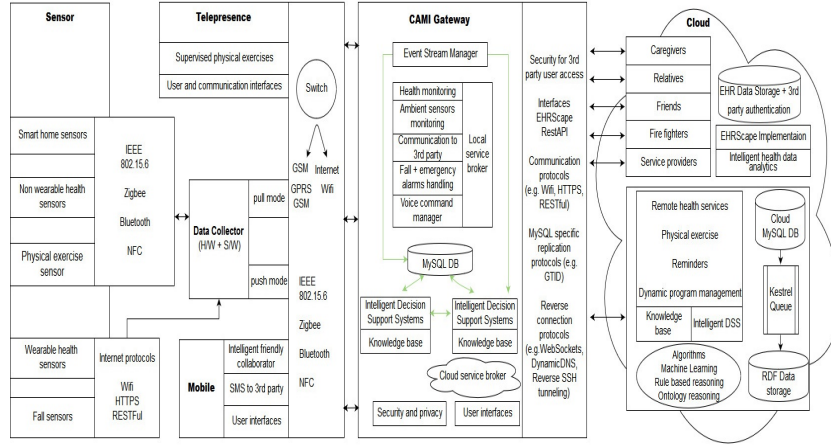 Sensor
Smart home sensors
Non wearable health
sensors
Physical exercise
sensor
IEEE
802.15.6
Zigbee
Bluetooth
NFC
Wearable health
sensors
Fall sensors
Internet protocols
Wifi
HTTPS
RESTFul
Telepresence
Supervised physical exercises
User and communication interfaces
Switch
GSM
GPRS
GSM
Internet
Wifi
Data Collector
(H/W + S/W)
pull mode
push mode
IEEE
802.15.6
Zigbee
Bluetooth
NFC
Mobile
Intelligent friendly
collaborator
SMS to 3rd party
User interfaces
CAMI Gateway
Event Stream Manager
Health monitoring
Ambient sensors
monitoring
Communication to
3rd party
Fall + emergency
alarms handling
Voice command
manager
Local
service
broker
MySQL DB
Intelligent Decision
Support Systems
Knowledge base
Intelligent Decision
Support Systems
Knowledge base
Cloud service broker
Security and privacy
User interfaces
Security for 3rd
party user access
Interfaces
EHRScape
RestAPI
Communication
protocols
(e.g. Wifi, HTTPS,
RESTful)
MySQL specific
replication
protocols (e.g.
GTID)
Reverse
connection
protocols
(e.g.WebSockets,
DynamicDNS,
Reverse SSH
tunneling)
Cloud
Caregivers
Relatives
Friends
Fire fighters
Service providers
EHR Data Storage + 3rd
party authentication
EHRScape Implementaion
Intelligent health data
analytics
Remote health services
Physical exercise
Reminders
Dynamic program management
Knowledge
base
Intelligent DSS
Algorithms
Machine Learning
Rule based reasoning
Ontology reasoning
Cloud
MySQL DB
Kestrel
Queue
RDF Data
storage